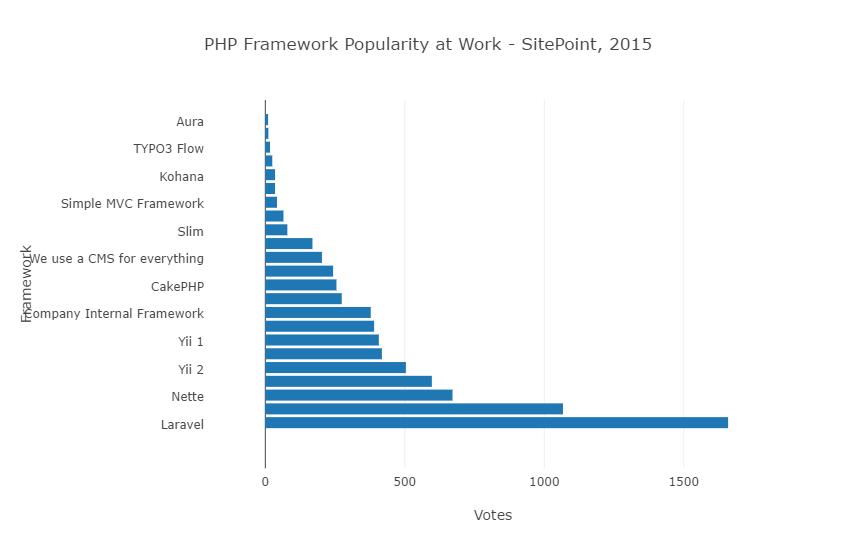 PHP Framework Popularity at Work - SitePoint, 2015
Aura
TYPO3 Flow
Kohana
Simple MVC Framework
Slim
We use a CMS for everything
CakePHP
Company Internal Framework
Yii 1
Yii 2
Nette
Laravel
Framework
0 500 1000 1500
Votes